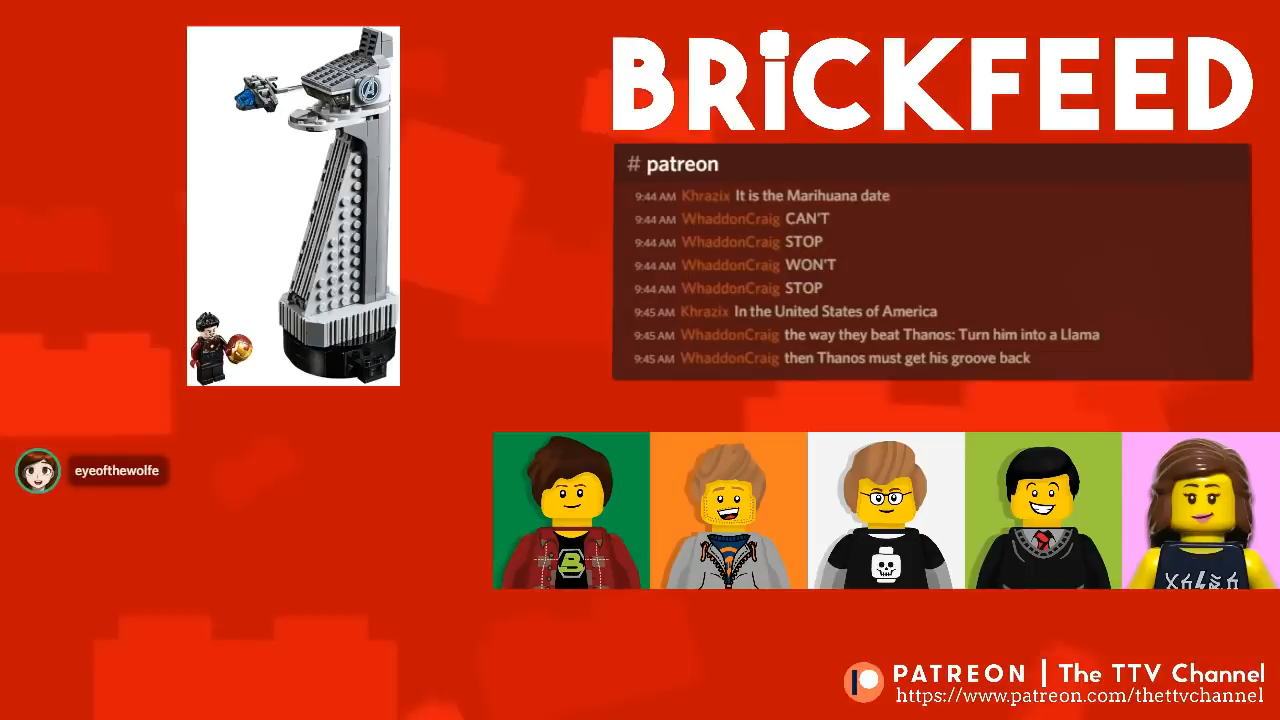 BRiCKFEED
# patreon
9:44 AM Khrazix It is the Marihuana date
9:44 AM WhaddonCraig CAN'T
9:44 AM WhaddonCraig STOP
9:44 AM WhaddonCraig WON'T
9:44 AM WhaddonCraig STOP
9:45 AM Khrazix In the United States of America
9:45 AM WhaddonCraig the way they beat Thanos: Turn him into a Llama
9:45 AM WhaddonCraig then Thanos must get his groove back
eyeofthewolfe
PATREON | The TTV Channel
https://www.patreon.com/thettvchannel